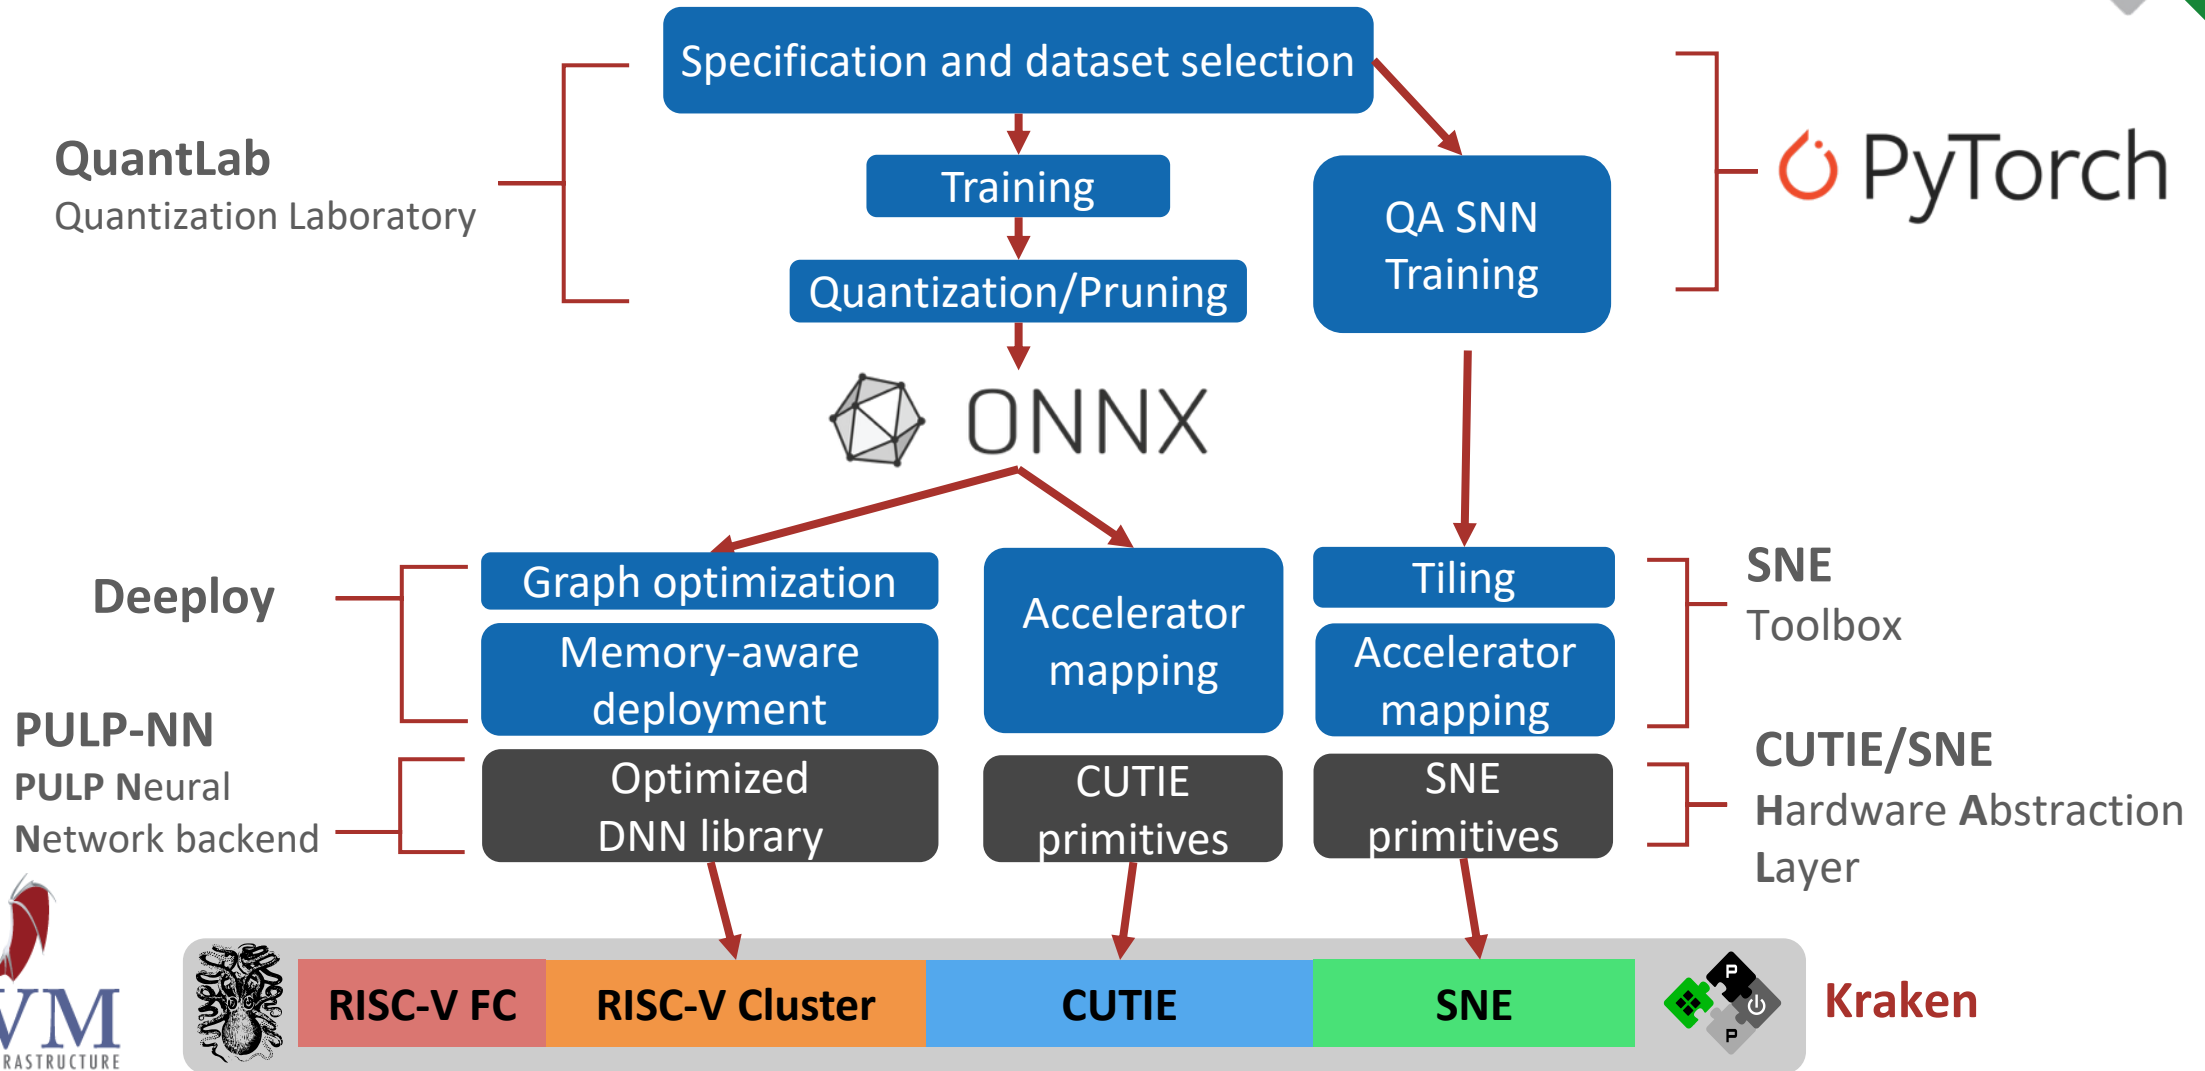 Specification and dataset selection
QuantLab
Quantization Laboratory
Training
Quantization/Pruning
QA SNN
Training
PyTorch
ONNX
Deeploy
Graph optimization
Memory-aware
deployment
Accelerator
mapping
Tiling
Accelerator
mapping
SNE
Toolbox
PULP-NN
PULP Neural
Network backend
Optimized
DNN library
CUTIE
primitives
SNE
primitives
CUTIE/SNE
Hardware Abstraction
Layer
VM
RASTRUCTURE
RISC-V FC
RISC-V Cluster
CUTIE
SNE
P
P
Kraken